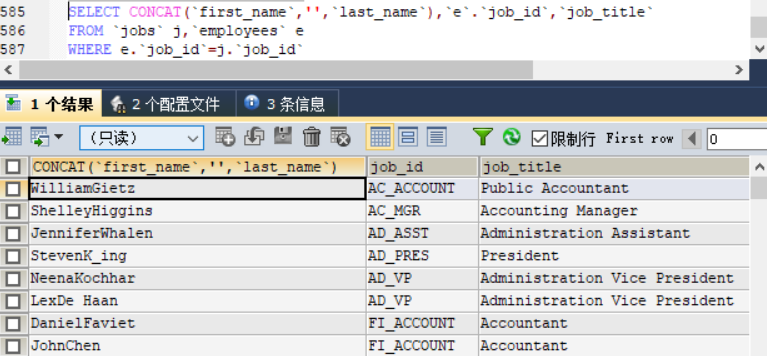 585 SELECT CONCAT(`first_name`,'',`last_name`),`e`.`job_id`,`job_title`
586 FROM `jobs` j,`employees` e
587 WHERE e.`job_id`=j.`job_id`
1 个结果 2 个配置文件 3 条信息
(只读) 限制行 First row 0
CONCAT(`first_name`,'',`last_name`) job_id job_title
WilliamGietz AC_ACCOUNT Public Accountant
ShelleyHiggins AC_MGR Accounting Manager
JenniferWhalen AD_ASST Administration Assistant
StevenK_ing AD_PRES President
NeenaKochhar AD_VP Administration Vice President
LexDe Haan AD_VP Administration Vice President
DanielFaviet FI_ACCOUNT Accountant
JohnChen FI_ACCOUNT Accountant